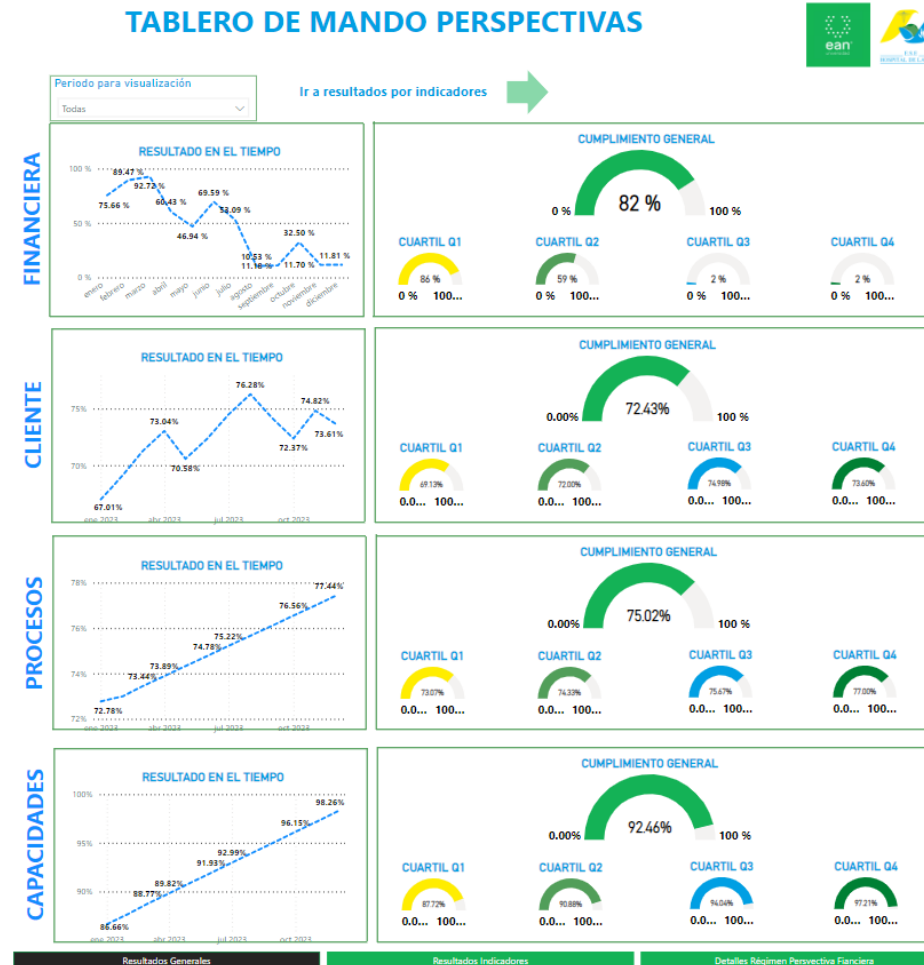 TABLERO DE MANDO PERSPECTIVAS
ean
Periodo para visualización
Todas
Ir a resultados por indicadores
FINANCIERA
RESULTADO EN EL TIEMPO
100 %
50 %
0 %
75.66 %
89.47 %
92.72 %
60.43 %
46.94 %
69.59 %
53.09 %
10.53 %
11.18 %
11.70 %
32.50 %
11.81 %
enero
febrero
marzo
abril
mayo
junio
julio
agosto
septiembre
octubre
noviembre
diciembre
CUMPLIMIENTO GENERAL
82 %
0 %
100 %
CUARTIL Q1
86 %
0 % 100...
CUARTIL Q2
59 %
0 % 100...
CUARTIL Q3
2 %
0 % 100...
CUARTIL Q4
2 %
0 % 100...
CLIENTE
RESULTADO EN EL TIEMPO
75%
70%
67.01%
73.04%
70.58%
76.28%
72.37%
74.82%
73.61%
ene 2023
abr 2023
jul 2023
oct 2023
CUMPLIMIENTO GENERAL
72.43%
0.00%
100 %
CUARTIL Q1
69.13%
0.0... 100...
CUARTIL Q2
72.00%
0.0... 100...
CUARTIL Q3
74.98%
0.0... 100...
CUARTIL Q4
73.60%
0.0... 100...
PROCESOS
RESULTADO EN EL TIEMPO
78%
76%
74%
72%
72.78%
73.44%
73.89%
74.78%
75.22%
76.56%
77.44%
ene 2023
abr 2023
jul 2023
oct 2023
CUMPLIMIENTO GENERAL
75.02%
0.00%
100 %
CUARTIL Q1
73.07%
0.0... 100...
CUARTIL Q2
74.33%
0.0... 100...
CUARTIL Q3
75.67%
0.0... 100...
CUARTIL Q4
77.00%
0.0... 100...
CAPACIDADES
RESULTADO EN EL TIEMPO
100%
95%
90%
86.66%
88.77%
89.82%
91.93%
92.99%
96.15%
98.26%
ene 2023
abr 2023
jul 2023
oct 2023
CUMPLIMIENTO GENERAL
92.46%
0.00%
100 %
CUARTIL Q1
87.72%
0.0... 100...
CUARTIL Q2
90.88%
0.0... 100...
CUARTIL Q3
94.04%
0.0... 100...
CUARTIL Q4
97.21%
0.0... 100...
Resultados Generales
Resultados Indicadores
Detalles Régimen Persvectiva Fianciera